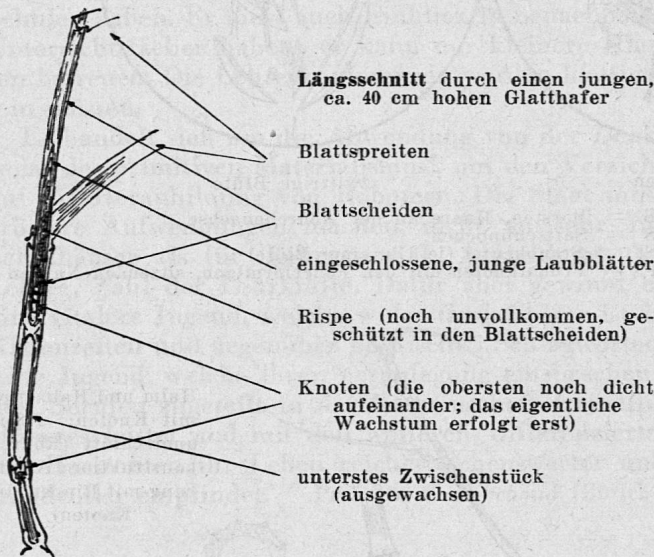 Längsschnitt durch einen jungen,
ca. 40 cm hohen Glatthafer
Blattspreiten
Blattscheiden
eingeschlossene, junge Laubblätter
Rispe (noch unvollkommen, ge-
schützt in den Blattscheiden)
Knoten (die obersten noch dicht
aufeinander; das eigentliche
Wachstum erfolgt erst)
unterstes Zwischenstück
(ausgewachsen)